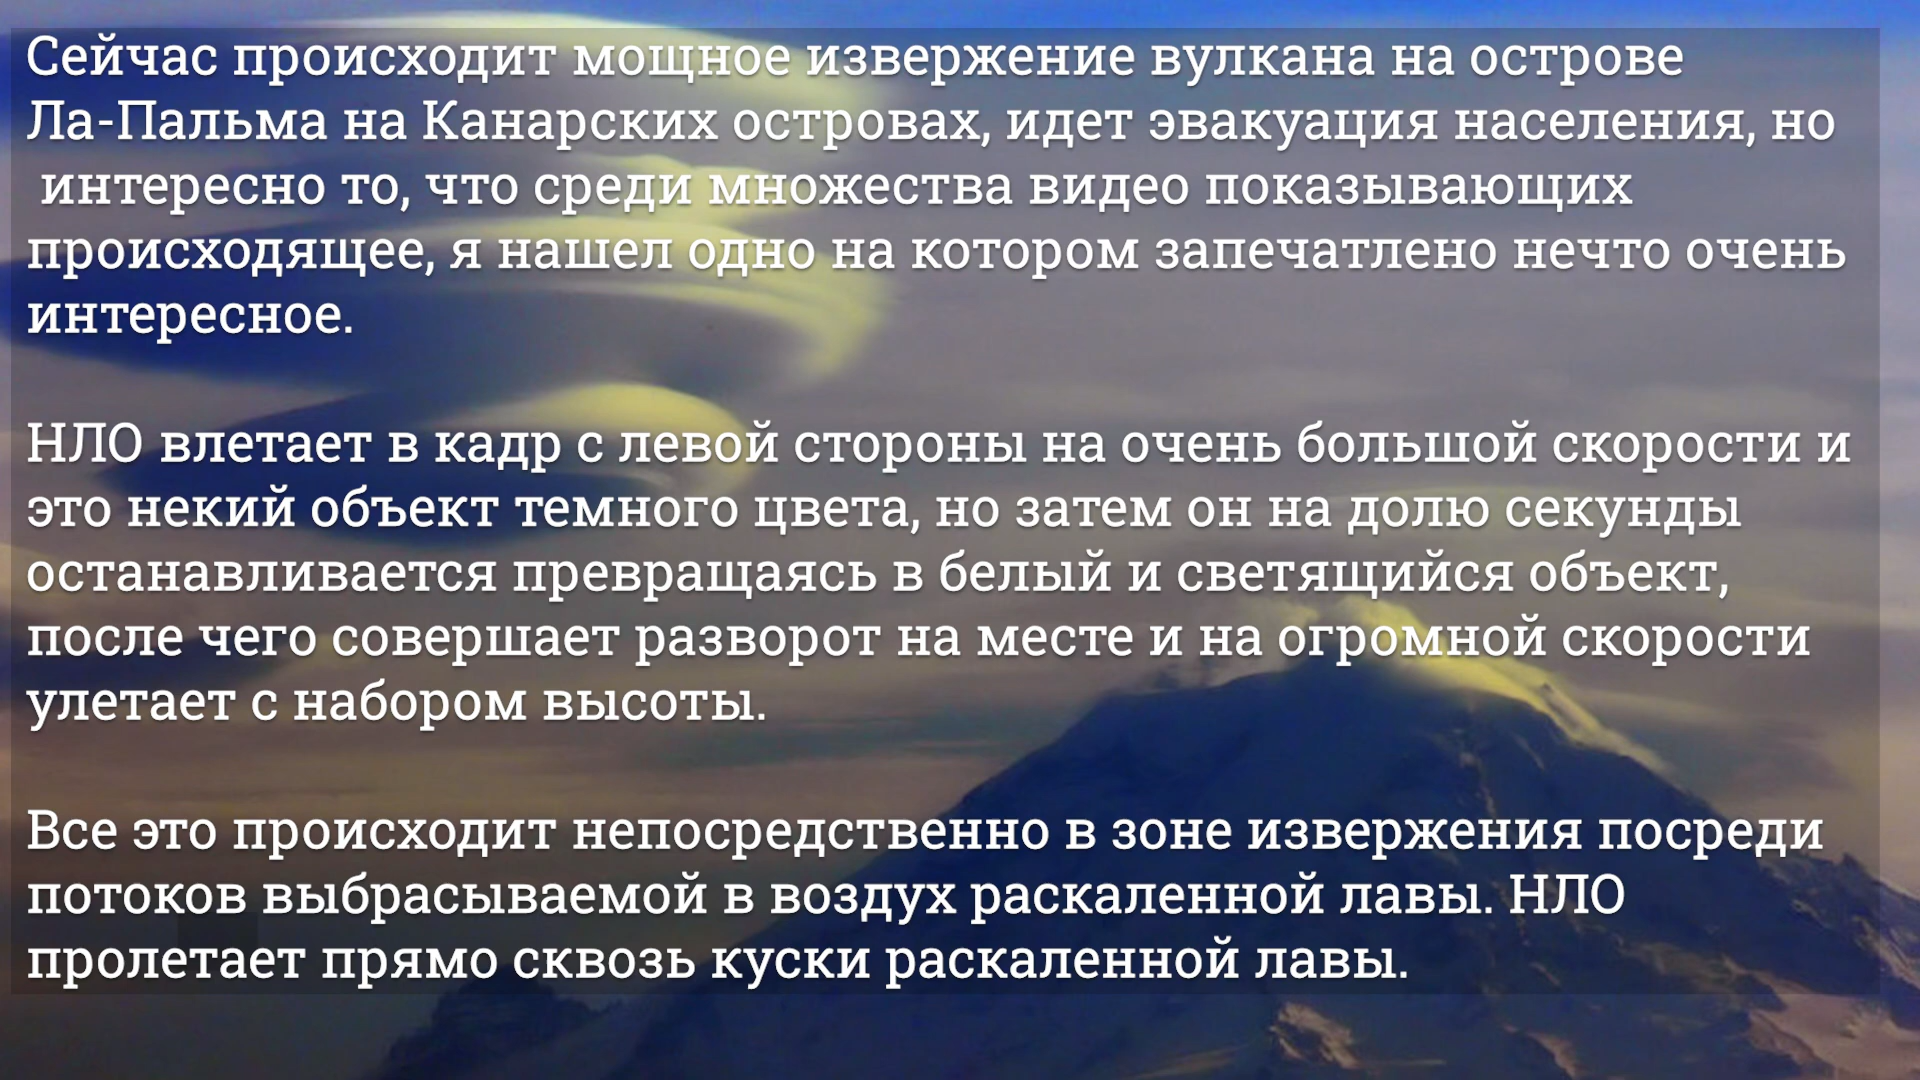 Сейчас происходит мощное извержение вулкана на острове
Ла-Пальма на Канарских островах, идет эвакуация населения, но
интересно то, что среди множества видео показывающих
происходящее, я нашел одно на котором запечатлено нечто очень
интересное.
НЛО влетает в кадр с левой стороны на очень большой скорости и
это некий объект темного цвета, но затем он на долю секунды
останавливается превращаясь в белый и светящийся объект,
после чего совершает разворот на месте и на огромной скорости
улетает с набором высоты.
Все это происходит непосредственно в зоне извержения посреди
потоков выбрасываемой в воздух раскаленной лавы. НЛО
пролетает прямо сквозь куски раскаленной лавы.